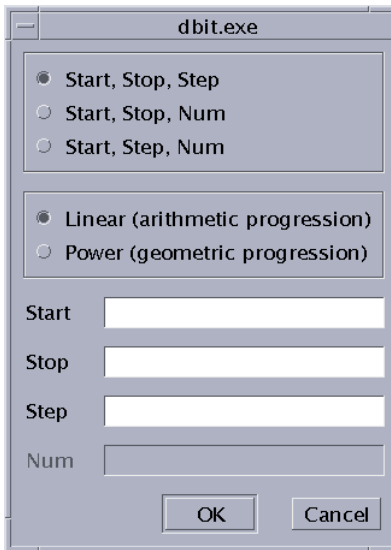 dbit.exe
Start, Stop, Step
Start, Stop, Num
Start, Step, Num
Linear (arithmetic progression)
Power (geometric progression)
Start
Stop
Step
Num
OK Cancel